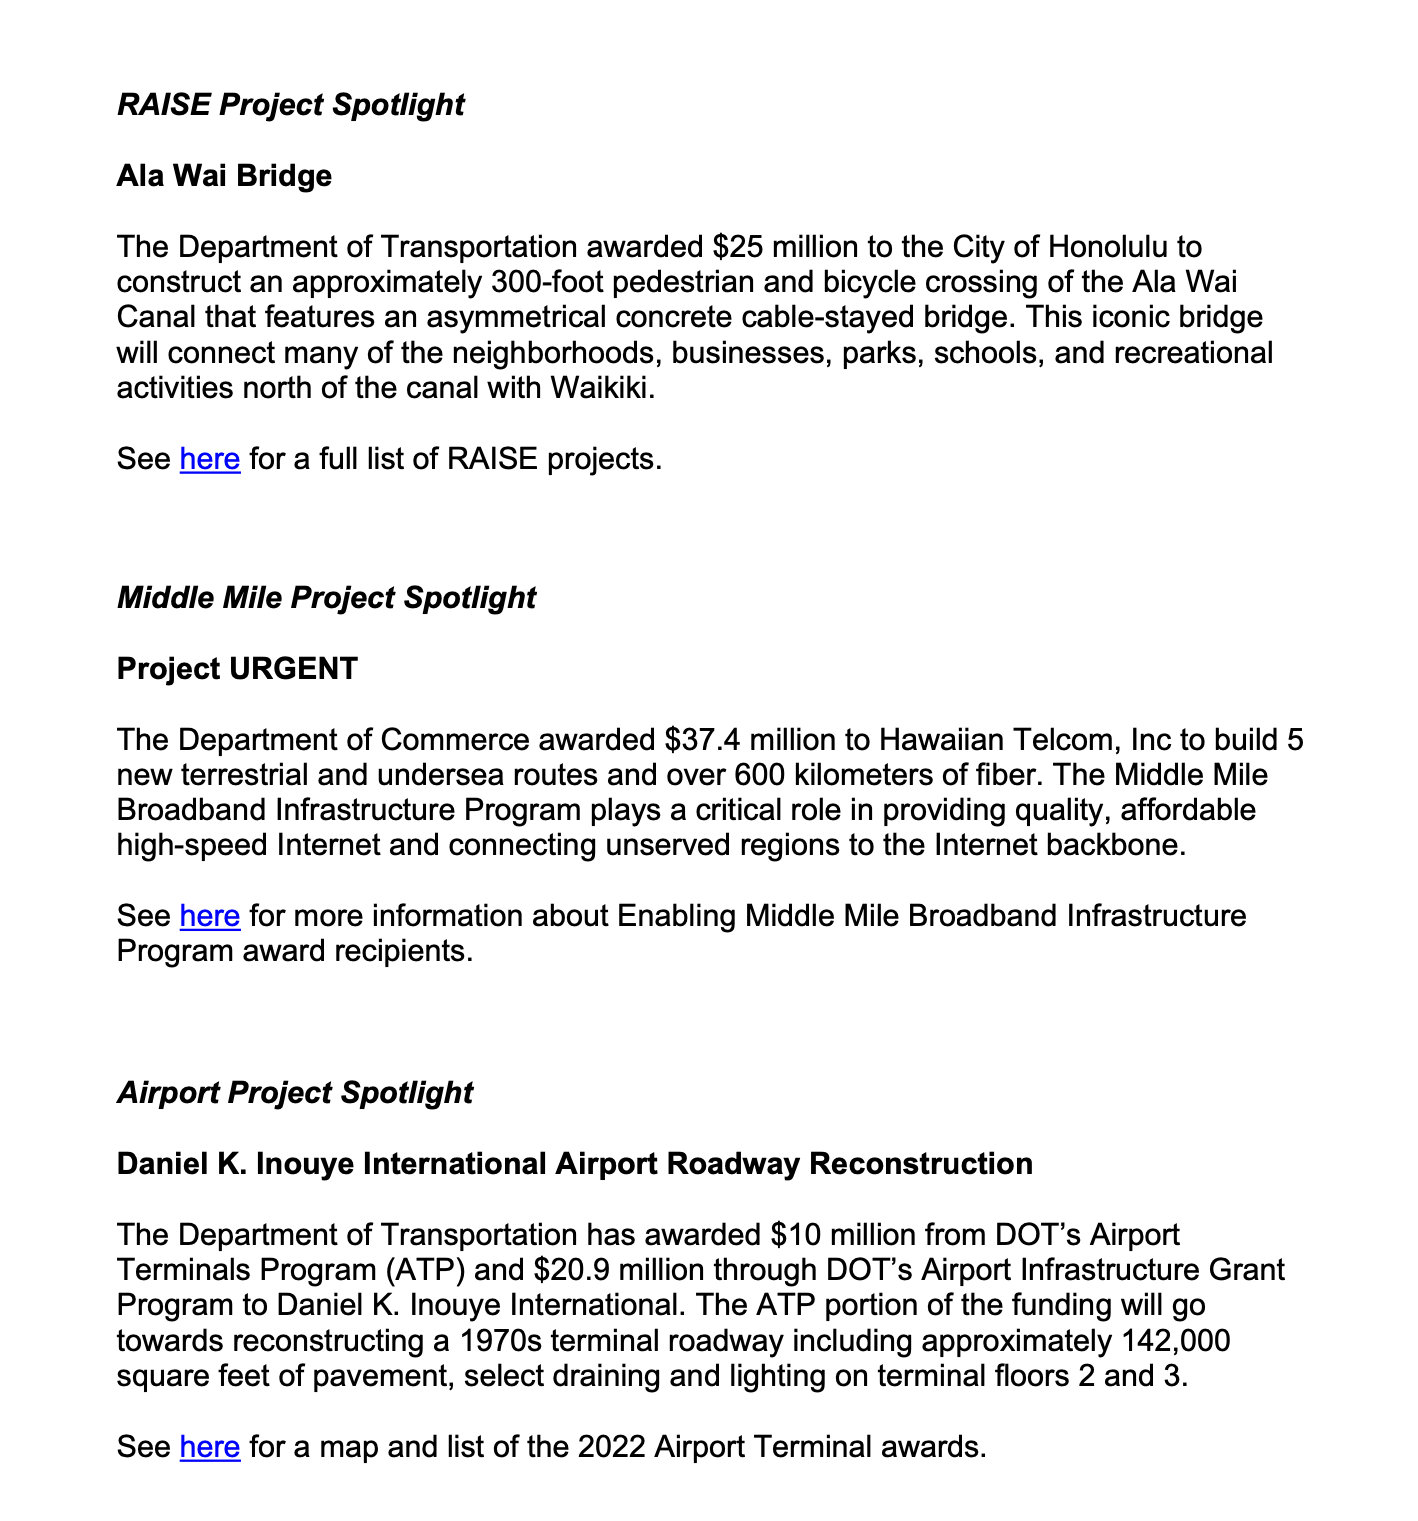 RAISE Project Spotlight
Ala Wai Bridge
The Department of Transportation awarded $25 million to the City of Honolulu to
construct an approximately 300-foot pedestrian and bicycle crossing of the Ala Wai
Canal that features an asymmetrical concrete cable-stayed bridge. This iconic bridge
will connect many of the neighborhoods, businesses, parks, schools, and recreational
activities north of the canal with Waikiki.
See here for a full list of RAISE projects.
Middle Mile Project Spotlight
Project URGENT
The Department of Commerce awarded $37.4 million to Hawaiian Telcom, Inc to build 5
new terrestrial and undersea routes and over 600 kilometers of fiber. The Middle Mile
Broadband Infrastructure Program plays a critical role in providing quality, affordable
high-speed Internet and connecting unserved regions to the Internet backbone.
See here for more information about Enabling Middle Mile Broadband Infrastructure
Program award recipients.
Airport Project Spotlight
Daniel K. Inouye International Airport Roadway Reconstruction
The Department of Transportation has awarded $10 million from DOT’s Airport
Terminals Program (ATP) and $20.9 million through DOT’s Airport Infrastructure Grant
Program to Daniel K. Inouye International. The ATP portion of the funding will go
towards reconstructing a 1970s terminal roadway including approximately 142,000
square feet of pavement, select draining and lighting on terminal floors 2 and 3.
See here for a map and list of the 2022 Airport Terminal awards.